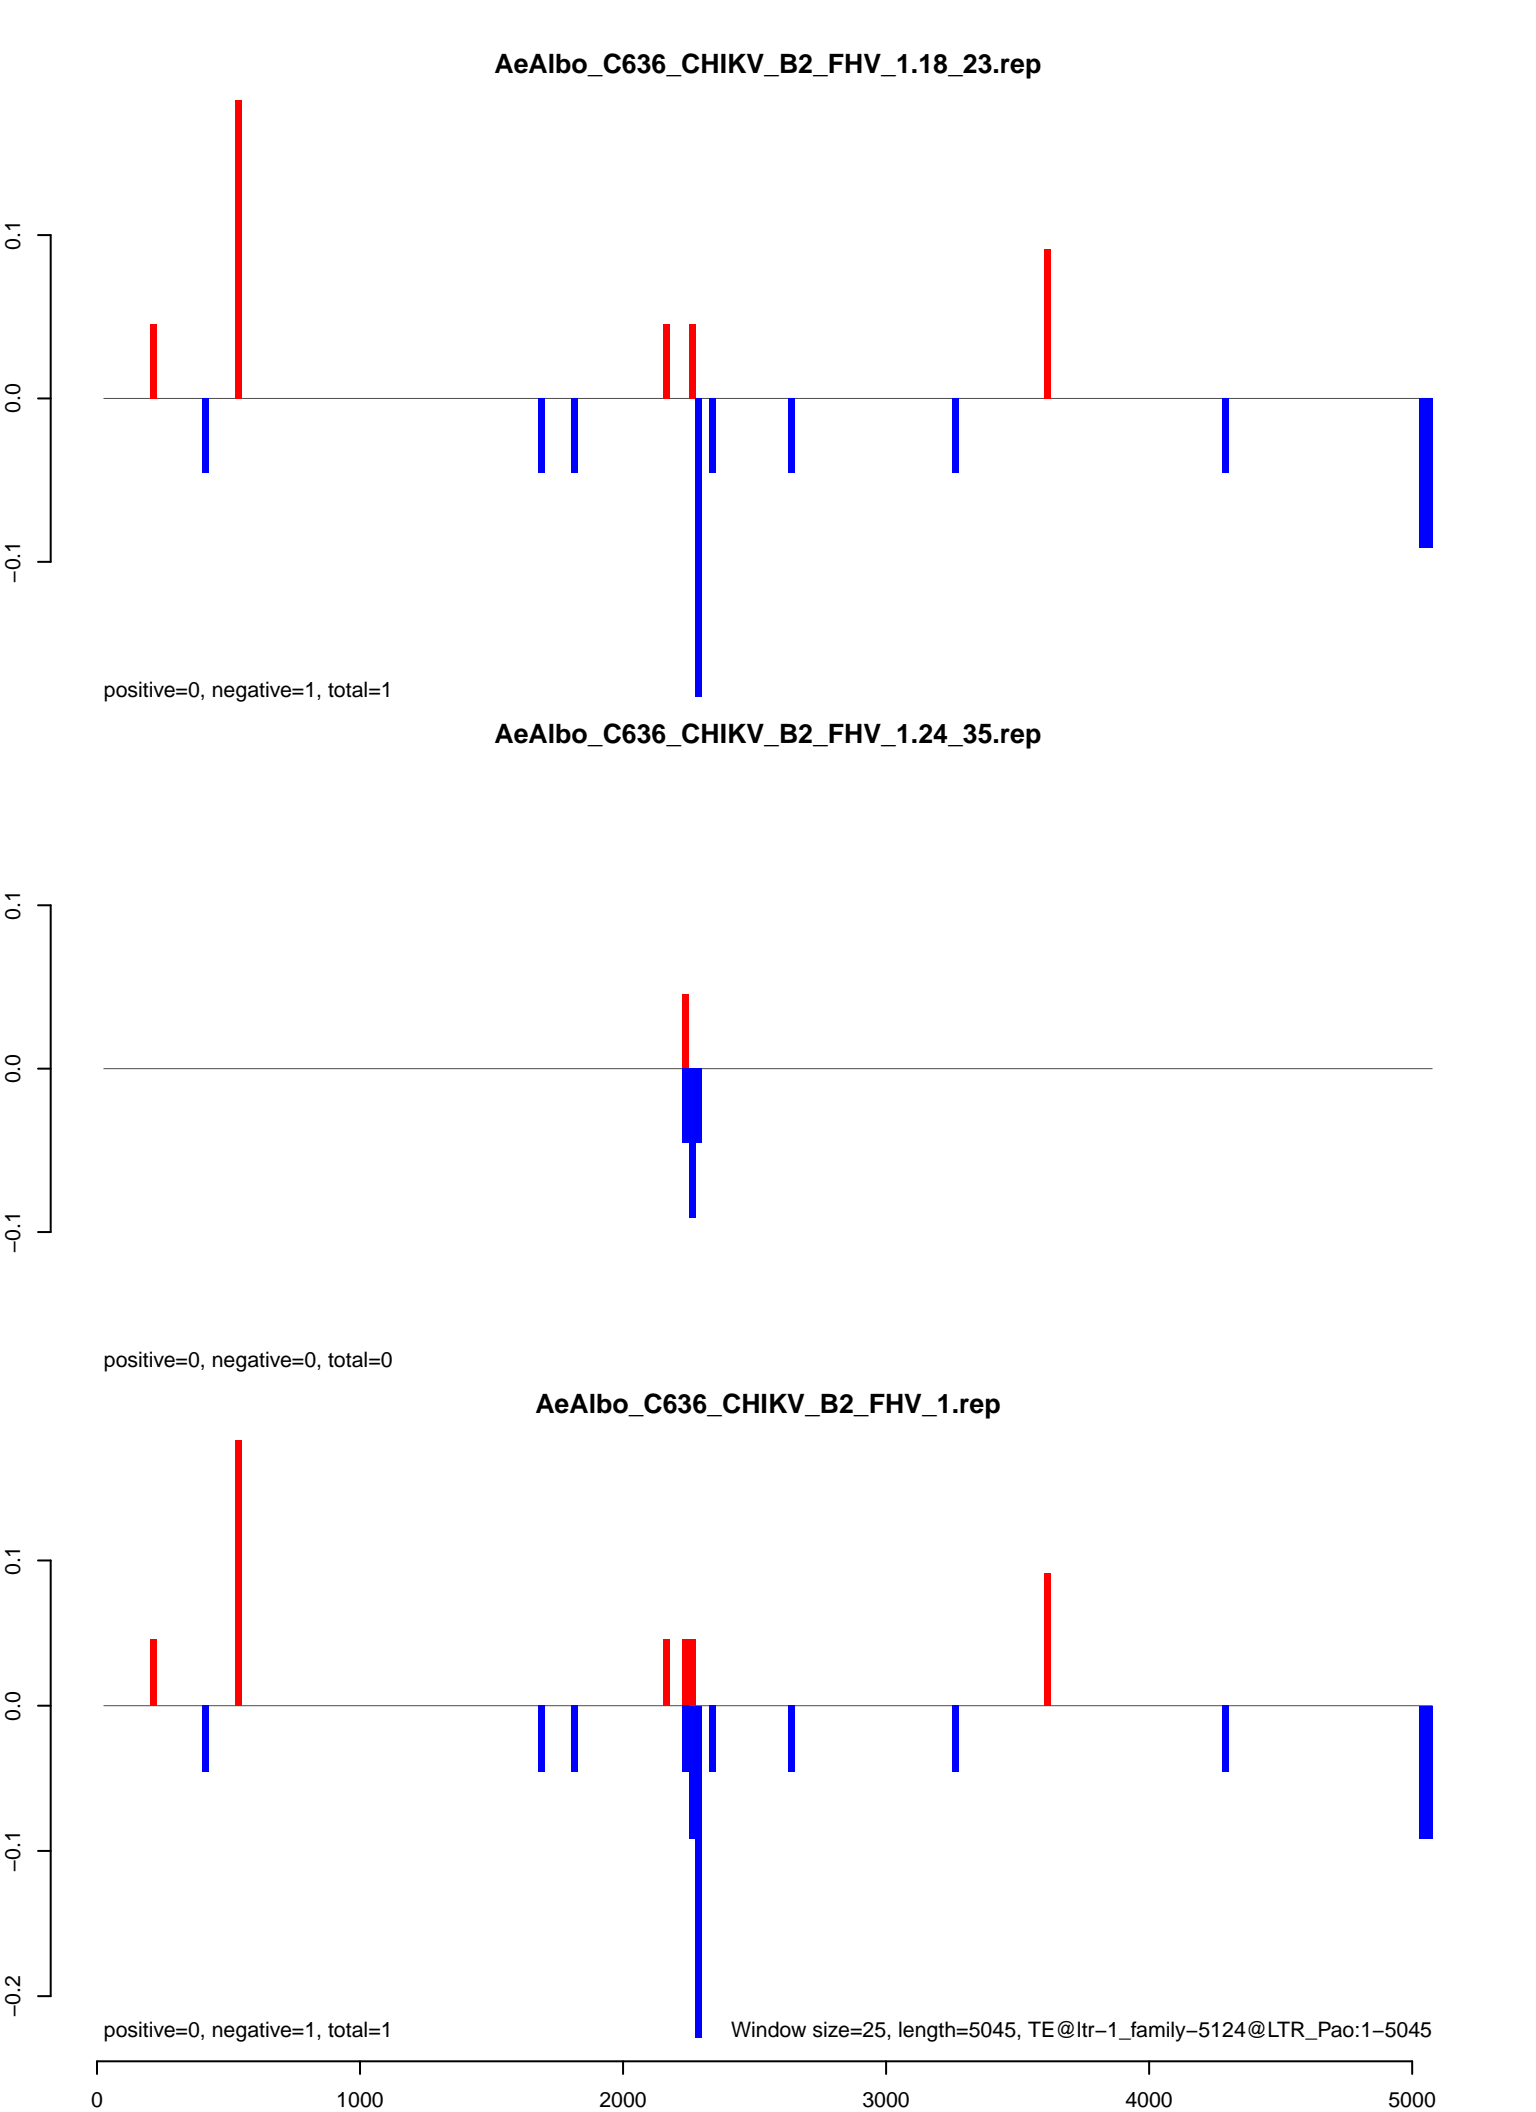 AeAlbo_C636_CHIKV_B2_FHV_1.18_23.rep
0.1
0.0
−0.1
positive=0, negative=1, total=1
AeAlbo_C636_CHIKV_B2_FHV_1.24_35.rep
0.1
0.0
−0.1
positive=0, negative=0, total=0
AeAlbo_C636_CHIKV_B2_FHV_1.rep
0.1
0.0
−0.1
−0.2
positive=0, negative=1, total=1
Window size=25, length=5045, TE@ltr−1_family−5124@LTR_Pao:1−5045
0 1000 2000 3000 4000 5000